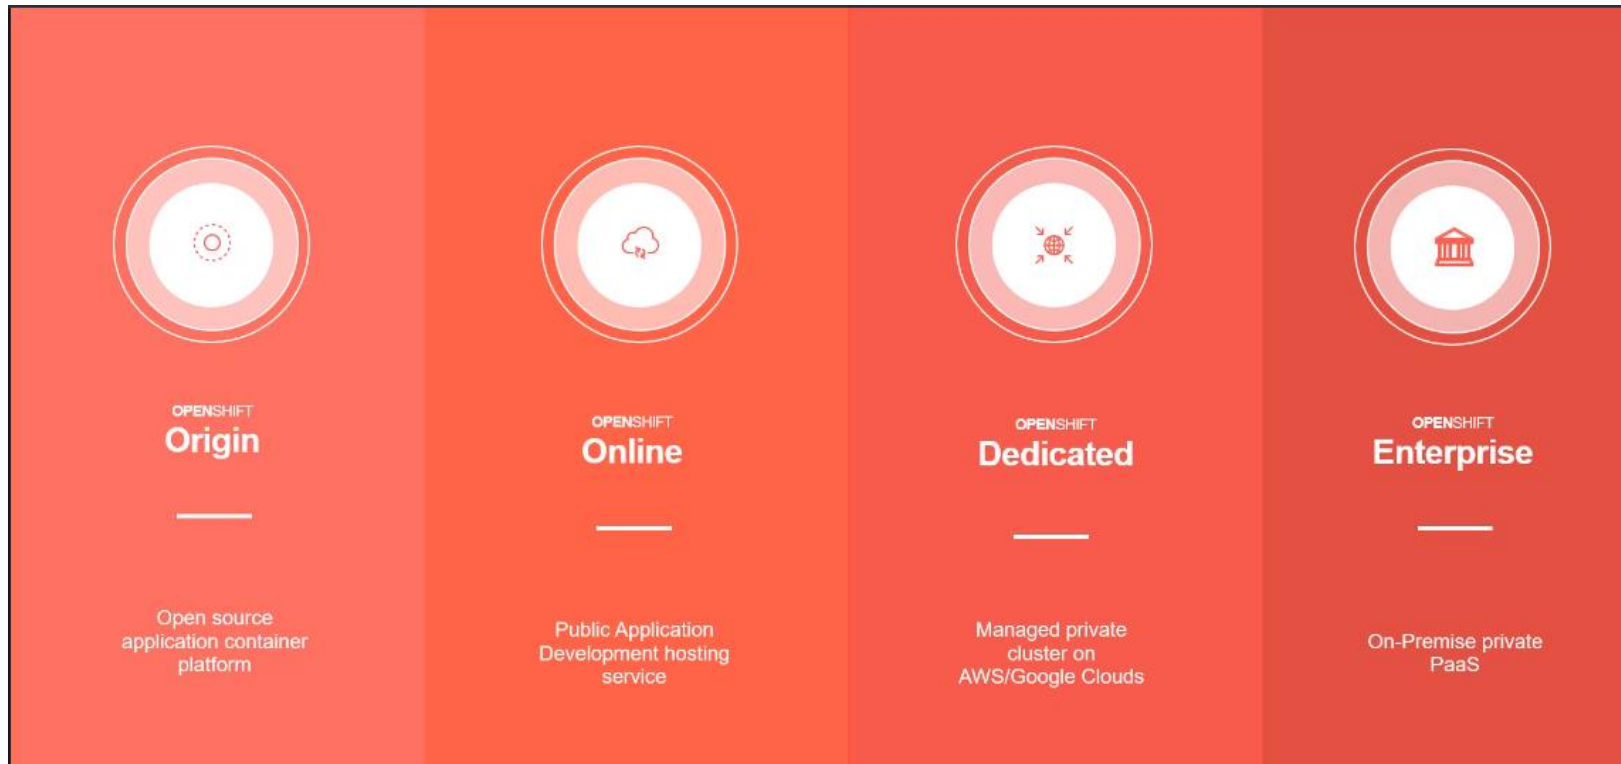 OPENSHIFT
Origin
Open source
application container
platform
OPENSHIFT
Online
Public Application
Development hosting
service
OPENSHIFT
Dedicated
Managed private
cluster on
AWS/Google Clouds
OPENSHIFT
Enterprise
On-Premise private
PaaS